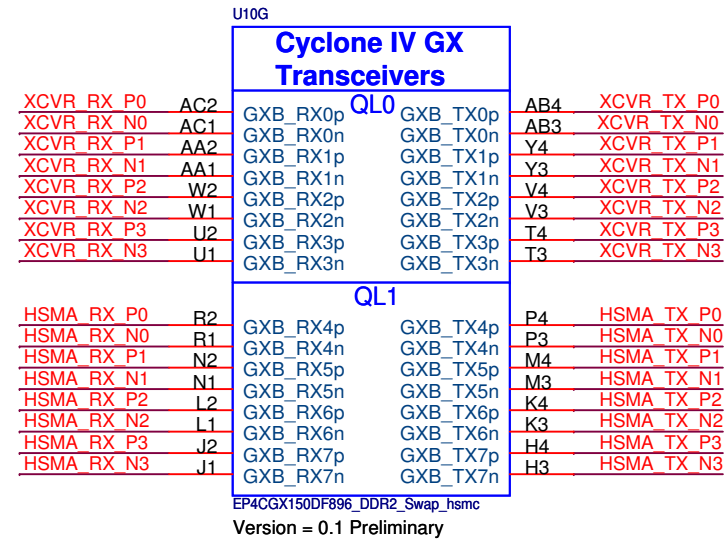 U10G
Cyclone IV GX
Transceivers
QL0
XCVR_RX_P0 AC2 GXB_RX0p GXB_TX0p AB4 XCVR_TX_P0
XCVR_RX_N0 AC1 GXB_RX0n GXB_TX0n AB3 XCVR_TX_N0
XCVR_RX_P1 AA2 GXB_RX1p GXB_TX1p Y4 XCVR_TX_P1
XCVR_RX_N1 AA1 GXB_RX1n GXB_TX1n Y3 XCVR_TX_N1
XCVR_RX_P2 W2 GXB_RX2p GXB_TX2p V4 XCVR_TX_P2
XCVR_RX_N2 W1 GXB_RX2n GXB_TX2n V3 XCVR_TX_N2
XCVR_RX_P3 U2 GXB_RX3p GXB_TX3p T4 XCVR_TX_P3
XCVR_RX_N3 U1 GXB_RX3n GXB_TX3n T3 XCVR_TX_N3
QL1
HSMA_RX_P0 R2 GXB_RX4p GXB_TX4p P4 HSMA_TX_P0
HSMA_RX_N0 R1 GXB_RX4n GXB_TX4n P3 HSMA_TX_N0
HSMA_RX_P1 N2 GXB_RX5p GXB_TX5p M4 HSMA_TX_P1
HSMA_RX_N1 N1 GXB_RX5n GXB_TX5n M3 HSMA_TX_N1
HSMA_RX_P2 L2 GXB_RX6p GXB_TX6p K4 HSMA_TX_P2
HSMA_RX_N2 L1 GXB_RX6n GXB_TX6n K3 HSMA_TX_N2
HSMA_RX_P3 J2 GXB_RX7p GXB_TX7p H4 HSMA_TX_P3
HSMA_RX_N3 J1 GXB_RX7n GXB_TX7n H3 HSMA_TX_N3
EP4CGX150DF896_DDR2_Swap_hsmc
Version = 0.1 Preliminary